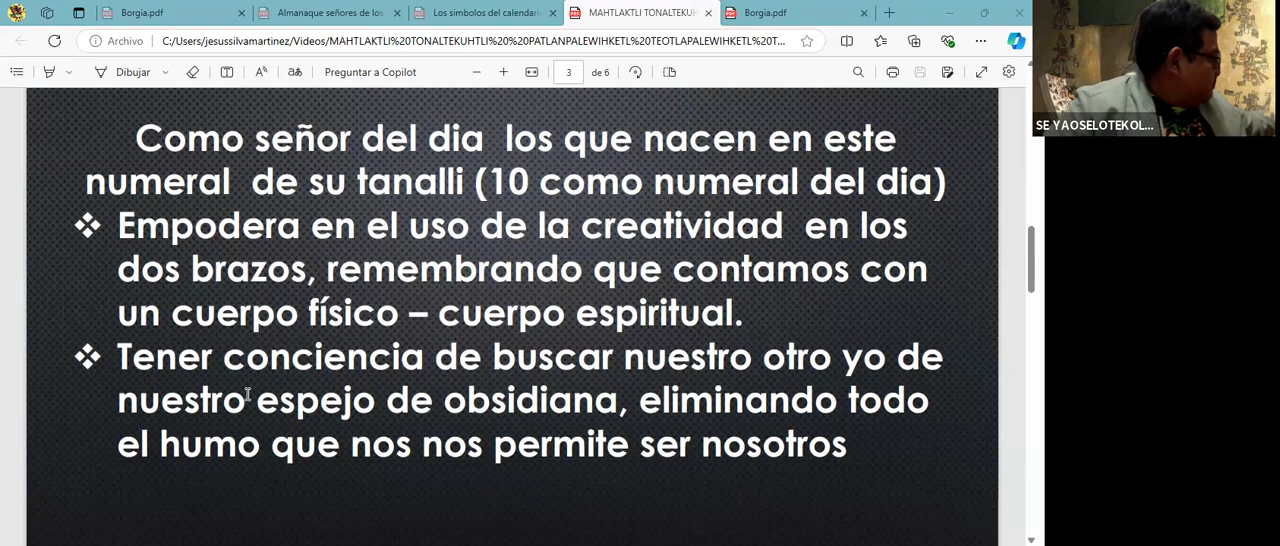 Borgia.pdf
Almanaque señores de los
Los simbolos del calendari
MAHTLAKTLI TONALTEKUH
Borgia.pdf
Archivo
C:/Users/jesussilvamartinez/Videos/MAHTLAKTLI%20TONALTEKUHTLI%20%20PATLANPALEWIHKETL%20TEOTLAPALEWIHKETL%20T...
Dibujar
Preguntar a Copilot
3 de 6
Como señor del dia los que nacen en este
numeral de su tanalli (10 como numeral del dia)
❖ Empodera en el uso de la creatividad en los
dos brazos, remembrando que contamos con
un cuerpo físico – cuerpo espiritual.
❖ Tener conciencia de buscar nuestro otro yo de
nuestro espejo de obsidiana, eliminando todo
el humo que nos nos permite ser nosotros
SE YAOSELOTEKOL...